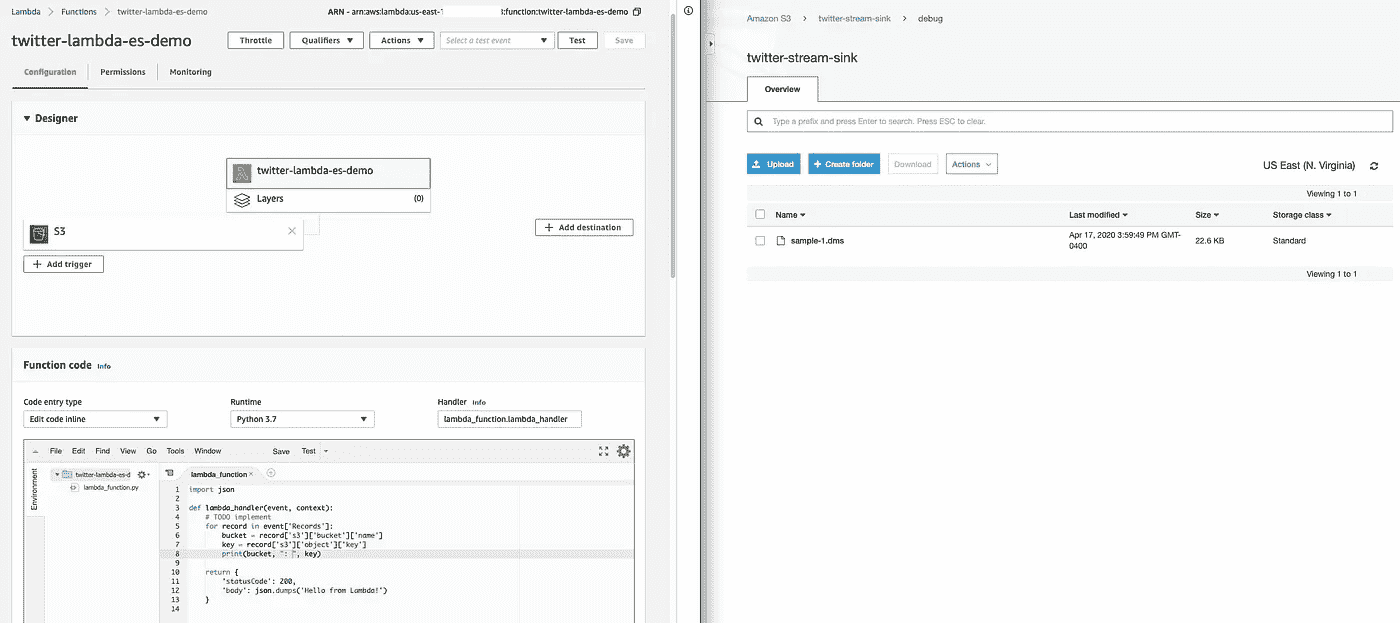 Lambda > Functions > twitter-lambda-es-demo
ARN - arn:aws:lambda:us-east- :function:twitter-lambda-es-demo
twitter-lambda-es-demo
Throttle
Qualifiers
Actions
Select a test event
Test
Save
Configuration
Permissions
Monitoring
Designer
twitter-lambda-es-demo
Layers (0)
S3
+ Add trigger
+ Add destination
Function code Info
Code entry type
Edit code inline
Runtime
Python 3.7
Handler Info
lambda_function.lambda_handler
File Edit Find View Go Tools Window Save Test
Environment
twitter-lambda-es-d
lambda_function.py
lambda_function
1 import json
2
3 def lambda_handler(event, context):
4 # TODO implement
5 for record in event['Records']:
6 bucket = record['s3']['bucket']['name']
7 key = record['s3']['object']['key']
8 print(bucket, ": ", key)
9
10 return {
11 'statusCode': 200,
12 'body': json.dumps('Hello from Lambda!')
13 }
14
Amazon S3 > twitter-stream-sink > debug
twitter-stream-sink
Overview
Type a prefix and press Enter to search. Press ESC to clear.
Upload
+ Create folder
Download
Actions
US East (N. Virginia)
Viewing 1 to 1
Name
Last modified
Size
Storage class
sample-1.dms
Apr 17, 2020 3:59:49 PM GMT-
0400
22.6 KB
Standard
Viewing 1 to 1